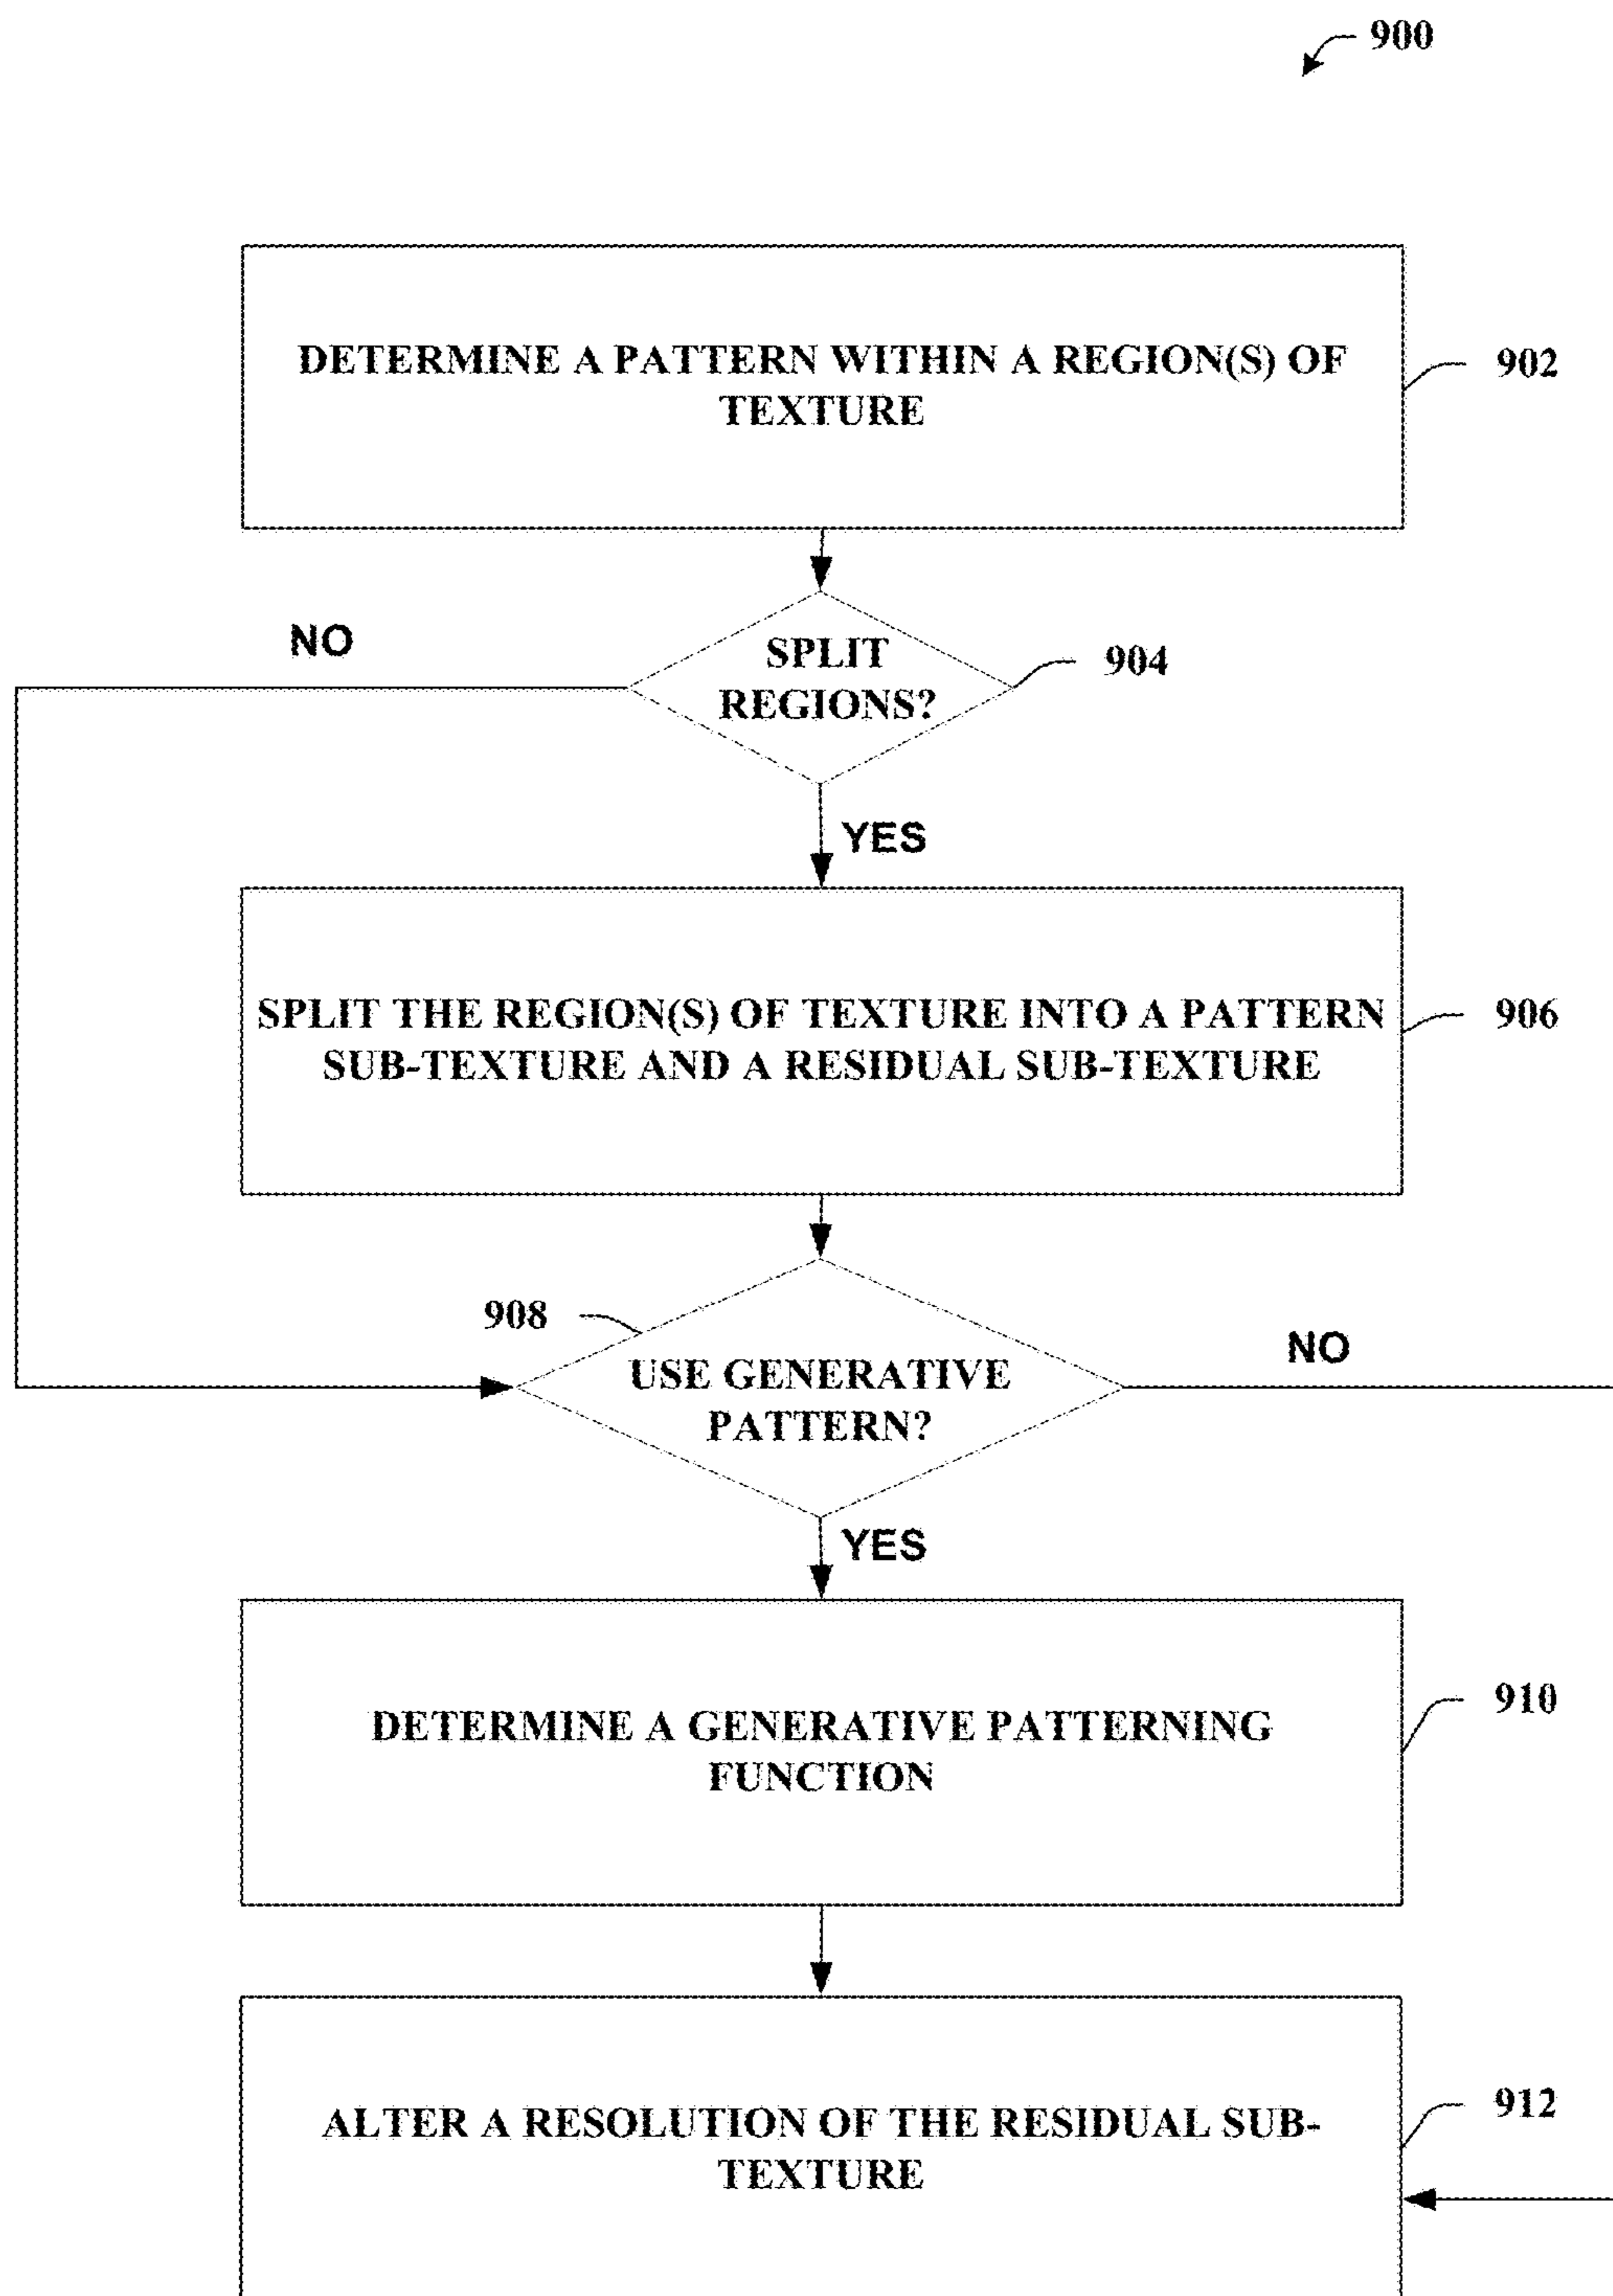 900
DETERMINE A PATTERN WITHIN A REGION(S) OF
TEXTURE
902
NO
SPLIT
REGIONS?
904
YES
SPLIT THE REGION(S) OF TEXTURE INTO A PATTERN
SUB-TEXTURE AND A RESIDUAL SUB-TEXTURE
906
908
USE GENERATIVE
PATTERN?
NO
YES
DETERMINE A GENERATIVE PATTERNING
FUNCTION
910
ALTER A RESOLUTION OF THE RESIDUAL SUB-
TEXTURE
912